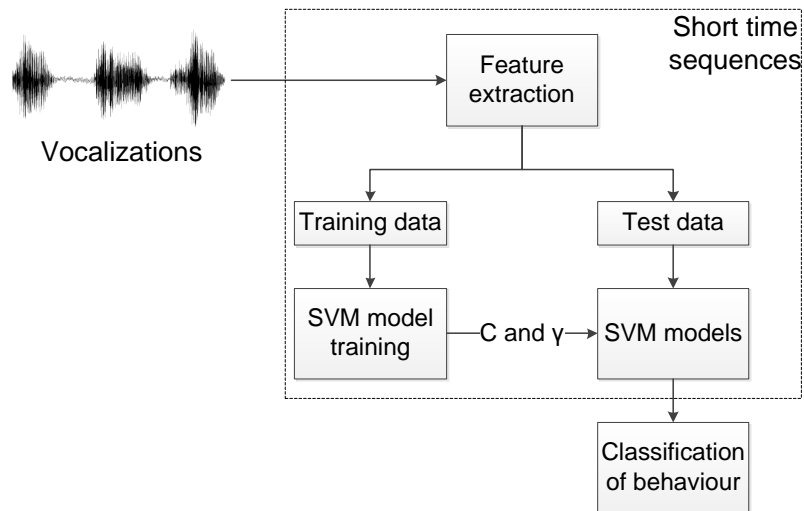 Short time
sequences
Feature
extraction
Vocalizations
Training data
Test data
SVM model
training
C and γ
SVM models
Classification
of behaviour